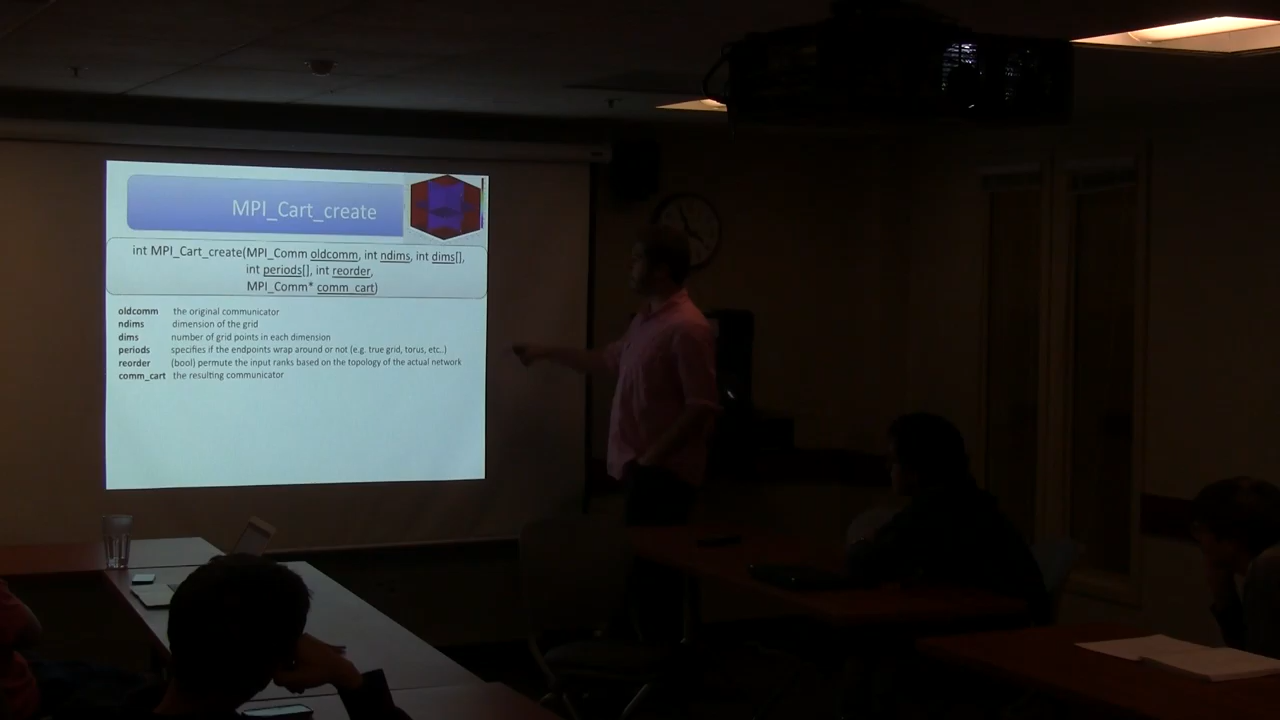 MPI_Cart_create
int MPI_Cart_create(MPI_Comm oldcomm, int ndims, int dims[],
int periods[], int reorder,
MPI_Comm* comm_cart)
oldcomm the original communicator
ndims dimension of the grid
dims number of grid points in each dimension
periods specifies if the endpoints wrap around or not (e.g. true grid, torus, etc..)
reorder (bool) permute the input ranks based on the topology of the actual network
comm_cart the resulting communicator